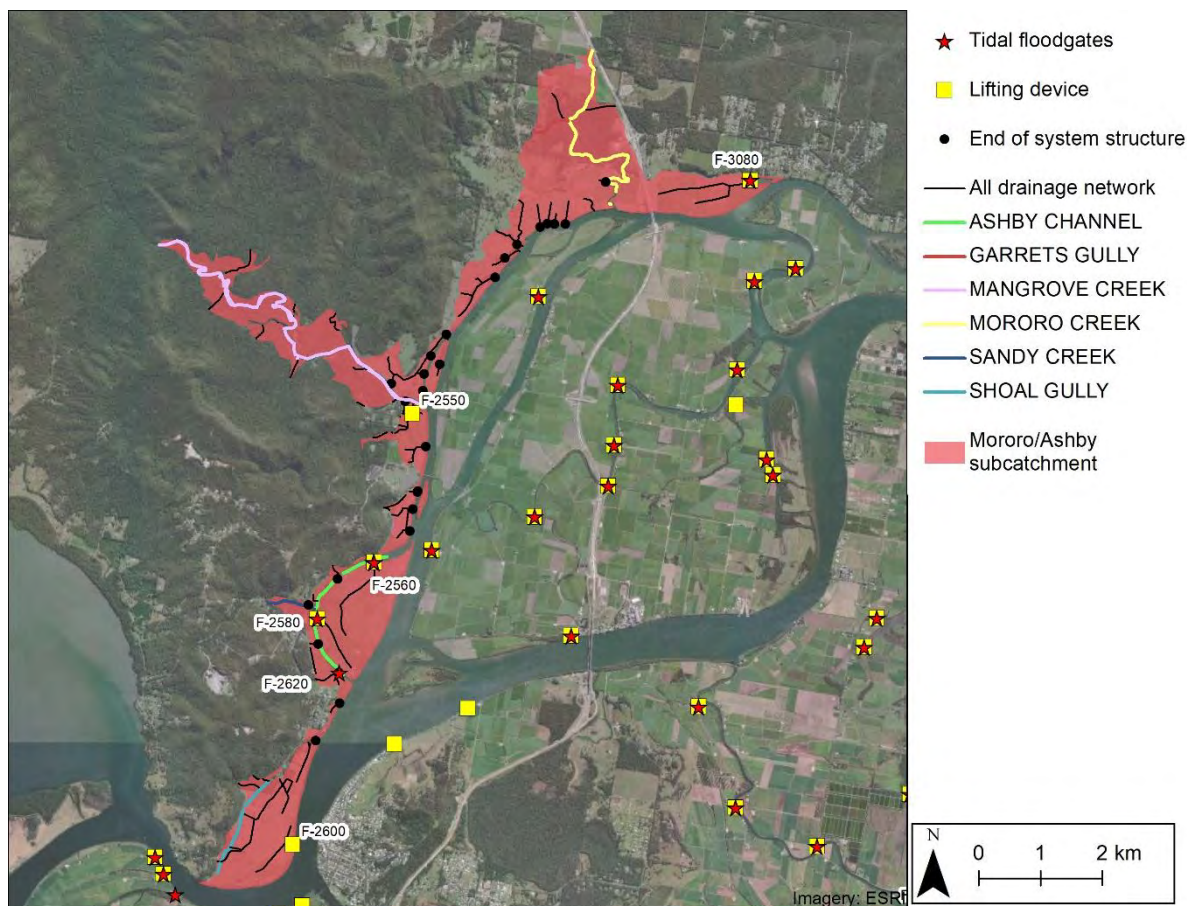 F-3080
F-2550
F-2560
F-2580
F-2620
F-2600
Imagery: ESRI
Tidal floodgates
Lifting device
End of system structure
All drainage network
ASHBY CHANNEL
GARRETS GULLY
MANGROVE CREEK
MORORO CREEK
SANDY CREEK
SHOAL GULLY
Mororo/Ashby
subcatchment
N
0 1 2 km